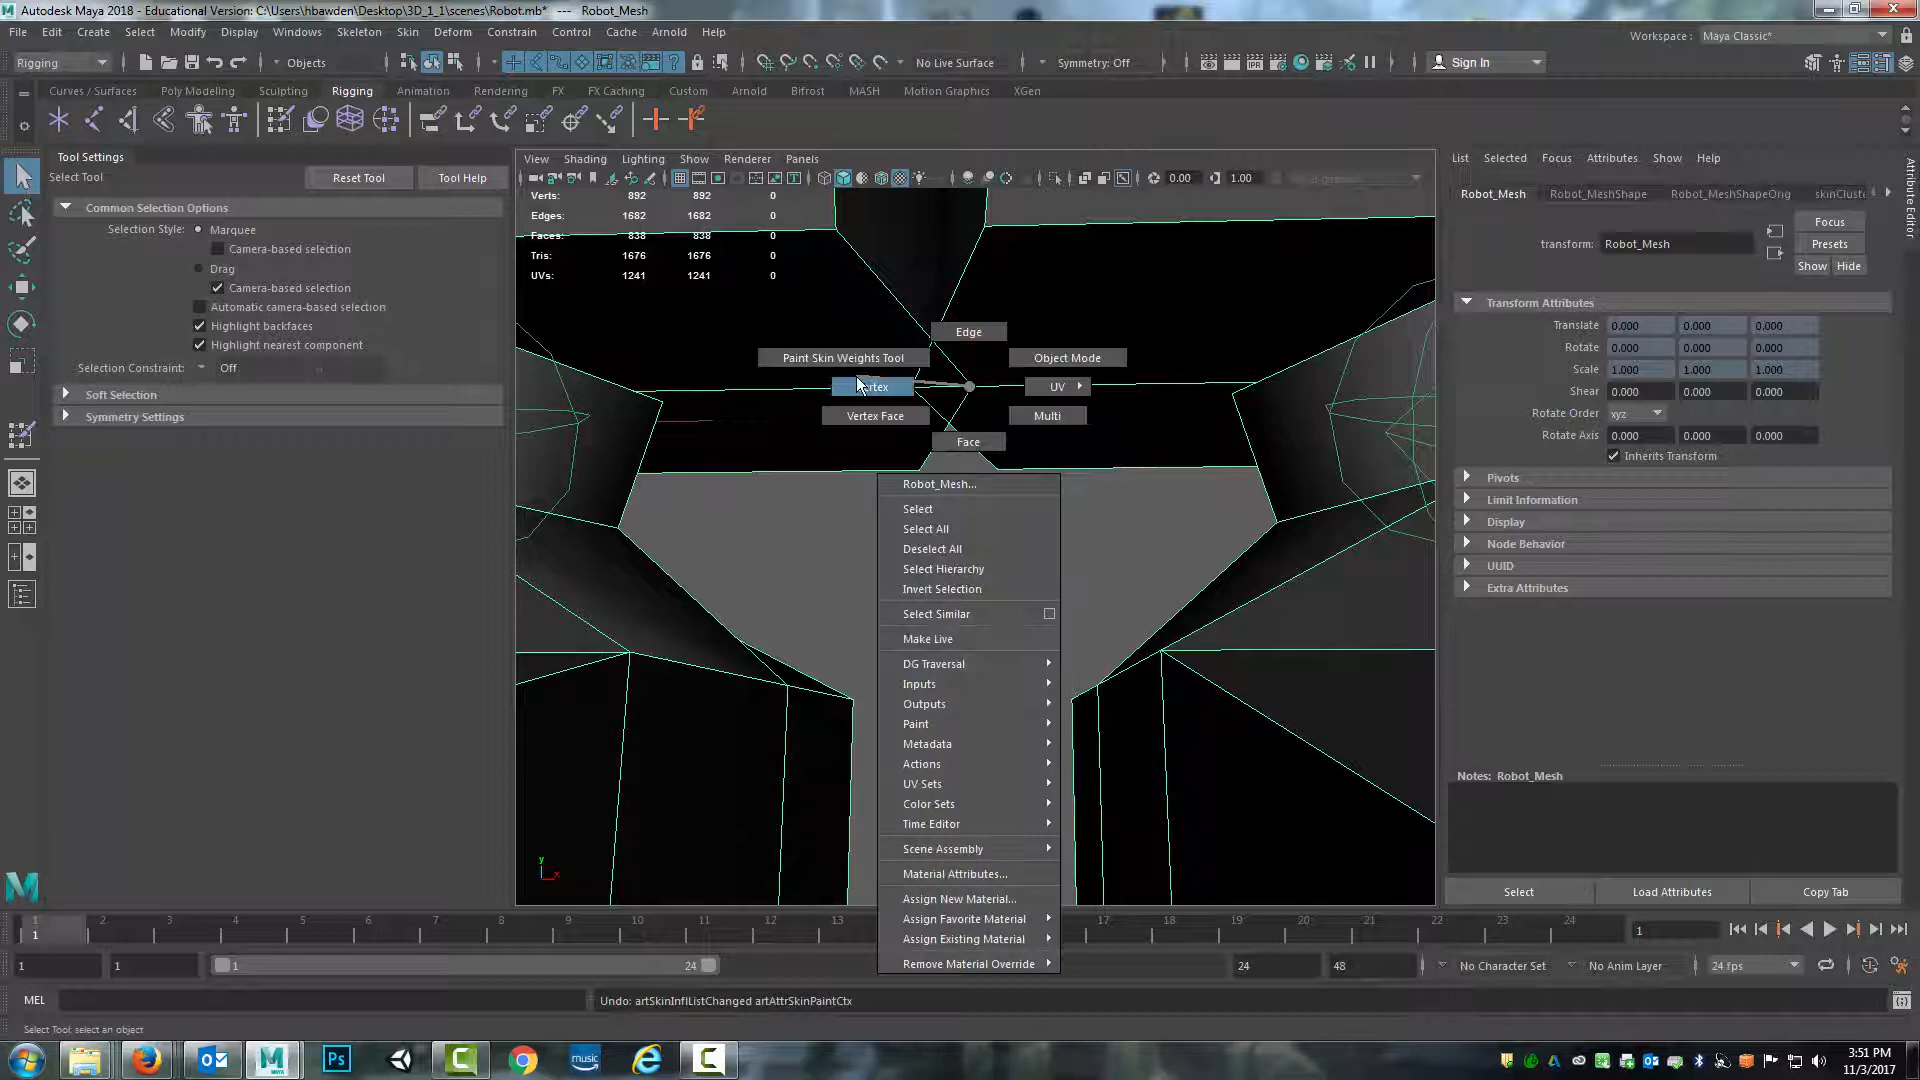 Autodesk Maya 2018 - Educational Version: C:\Users\hbawden\Desktop\3D_1_1\scenes\Robot.mb* --- Robot_Mesh
File Edit Create Select Modify Display Windows Skeleton Skin Deform Constrain Control Cache Arnold Help
Workspace : Maya Classic*
Rigging Objects No Live Surface Symmetry: Off Sign In
Curves / Surfaces Poly Modeling Sculpting Rigging Animation Rendering FX FX Caching Custom Arnold Bifrost MASH Motion Graphics XGen
IPR
Tool Settings
Select Tool Reset Tool Tool Help
Common Selection Options
Selection Style: Marquee
Camera-based selection
Drag
Camera-based selection
Automatic camera-based selection
Highlight backfaces
Highlight nearest component
Selection Constraint: Off
Soft Selection
Symmetry Settings
View Shading Lighting Show Renderer Panels
0.00 1.00
Verts: 892 892 0
Edges: 1682 1682 0
Faces: 838 838 0
Tris: 1676 1676 0
UVs: 1241 1241 0
Edge
Paint Skin Weights Tool Object Mode
rtex UV
Vertex Face Multi
Face
Robot_Mesh...
Select
Select All
Deselect All
Select Hierarchy
Invert Selection
Select Similar
Make Live
DG Traversal
Inputs
Outputs
Paint
Metadata
Actions
UV Sets
Color Sets
Time Editor
Scene Assembly
Material Attributes...
Assign New Material...
Assign Favorite Material
Assign Existing Material
Remove Material Override
y
x
List Selected Focus Attributes Show Help
Robot_Mesh Robot_MeshShape Robot_MeshShapeOrig skinCluste
Attribute Editor
Focus
transform: Robot_Mesh Presets
Show Hide
Transform Attributes
Translate 0.000 0.000 0.000
Rotate 0.000 0.000 0.000
Scale 1.000 1.000 1.000
Shear 0.000 0.000 0.000
Rotate Order xyz
Rotate Axis 0.000 0.000 0.000
Inherits Transform
Pivots
Limit Information
Display
Node Behavior
UUID
Extra Attributes
Notes: Robot_Mesh
Select Load Attributes Copy Tab
1 2 3 4 5 6 7 8 9 10 11 12 13 17 18 19 20 21 22 23 24
1 1
1 1 1 24 24 48 No Character Set No Anim Layer 24 fps
MEL Undo: artSkinInflListChanged artAttrSkinPaintCtx
Select Tool: select an object
MAYA Ps music
3:51 PM
11/3/2017